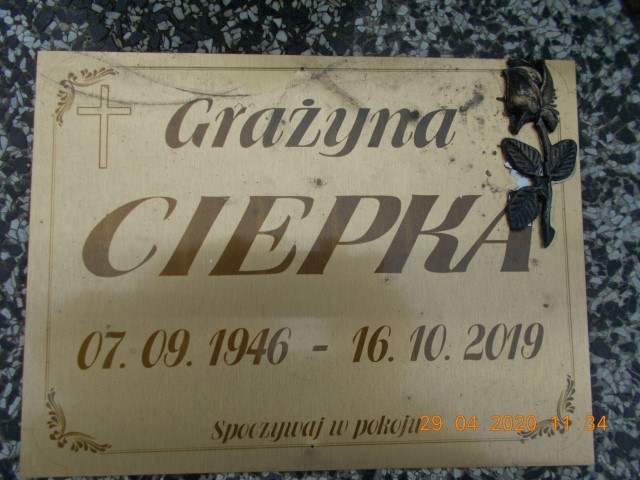 Grażyna
CIEPKA
07. 09. 1946 - 16. 10. 2019
Spoczywaj w pokoju
29 04 2020 11 34